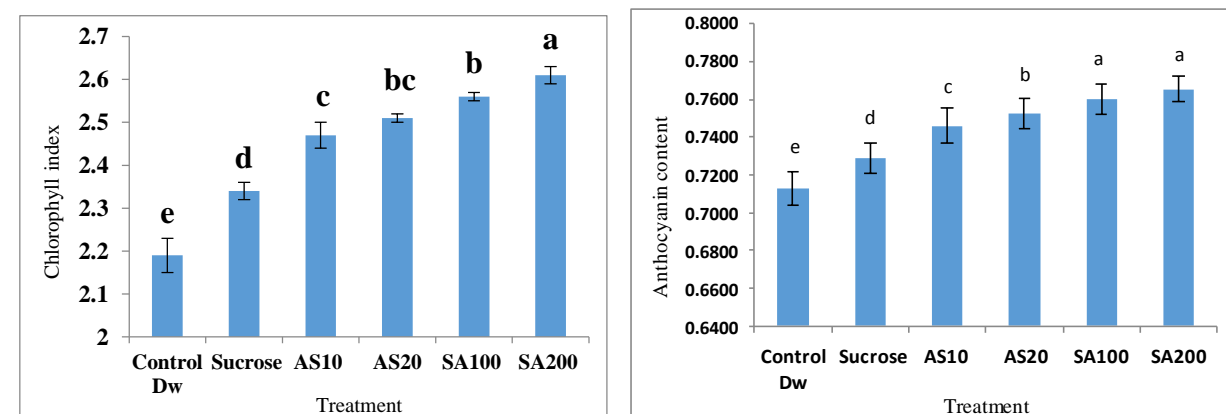 2.7
2.6
2.5
2.4
2.3
2.2
2.1
2
Chlorophyll index
e
d
c
bc
b
a
Control Sucrose AS10 AS20 SA100 SA200
Dw
Treatment
0.8000
0.7800
0.7600
0.7400
0.7200
0.7000
0.6800
0.6600
0.6400
Anthocyanin content
e
d
c
b
a
a
Control Sucrose AS10 AS20 SA100 SA200
Dw
Treatment